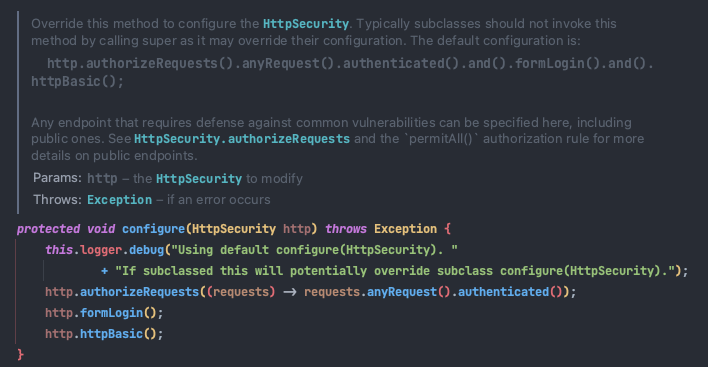 Override this method to configure the HttpSecurity. Typically subclasses should not invoke this
method by calling super as it may override their configuration. The default configuration is:
http.authorizeRequests().anyRequest().authenticated().and().formLogin().and().
httpBasic();
Any endpoint that requires defense against common vulnerabilities can be specified here, including
public ones. See HttpSecurity.authorizeRequests and the `permitAll()` authorization rule for more
details on public endpoints.
Params: http – the HttpSecurity to modify
Throws: Exception – if an error occurs
protected void configure(HttpSecurity http) throws Exception {
this.logger.debug("Using default configure(HttpSecurity). "
+ "If subclassed this will potentially override subclass configure(HttpSecurity).");
http.authorizeRequests((requests) -> requests.anyRequest().authenticated());
http.formLogin();
http.httpBasic();
}